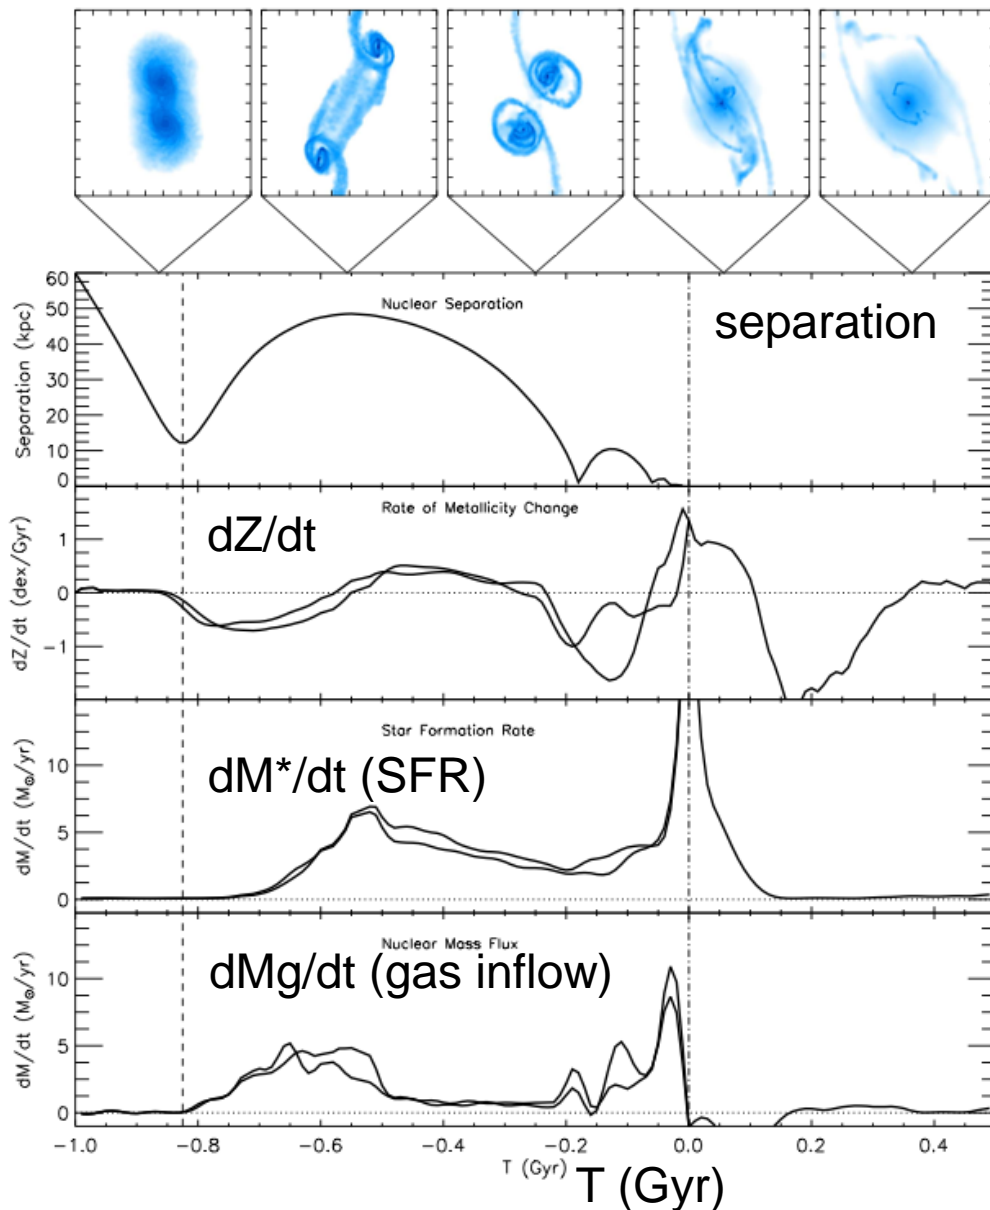 60
50
40
30
20
10
0
Separation (kpc)
Nuclear Separation
separation
1
0
−1
dZ/dt (dex/Gyr)
Rate of Metallicity Change
dZ/dt
10
5
0
dM/dt (M⊙/yr)
Star Formation Rate
dM*/dt (SFR)
10
5
0
dM/dt (M⊙/yr)
Nuclear Mass Flux
dMg/dt (gas inflow)
−1.0 −0.8 −0.6 −0.4 −0.2 0.0 0.2 0.4
T (Gyr)
T (Gyr)